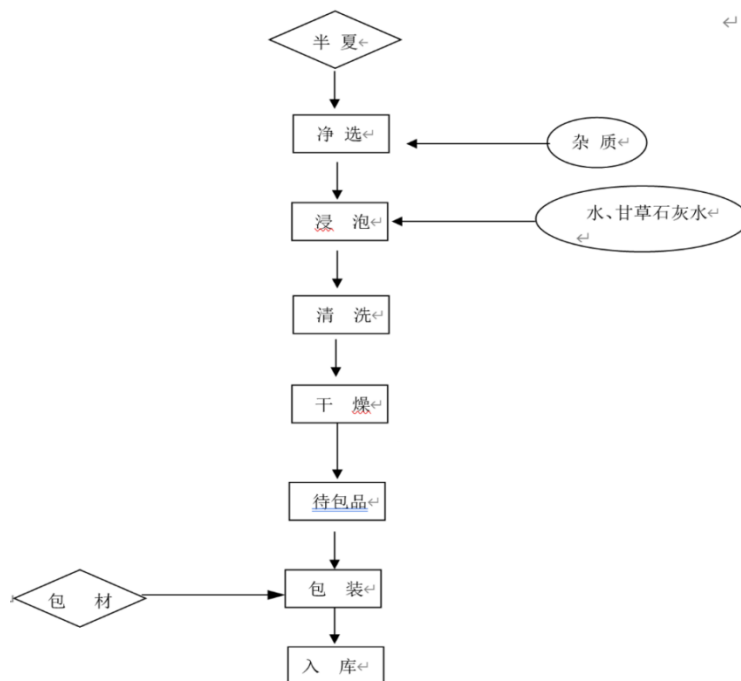 半 夏
净 选
杂 质
浸 泡
水、甘草石灰水
清 洗
干 燥
待包品
包 材
包 装
入 库